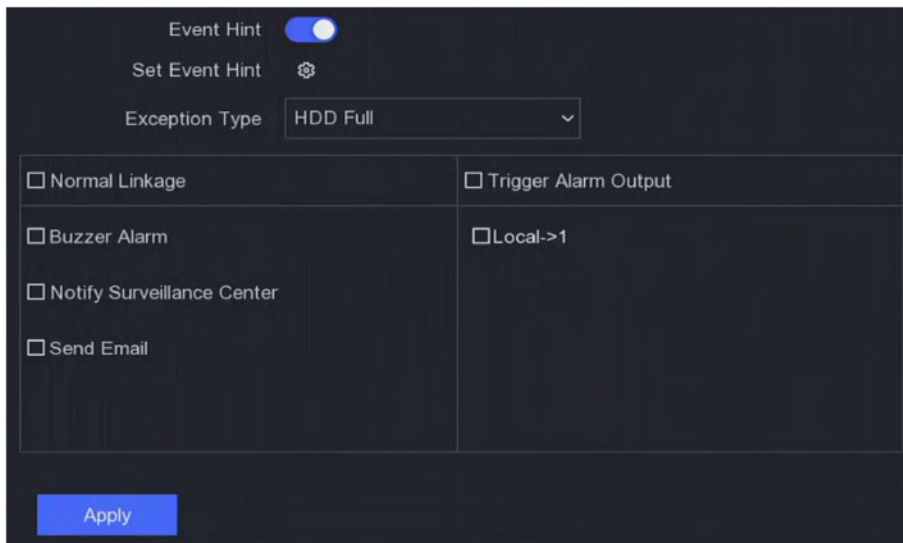 Event Hint
Set Event Hint
Exception Type HDD Full
Normal Linkage Trigger Alarm Output
Buzzer Alarm Local->1
Notify Surveillance Center
Send Email
Apply